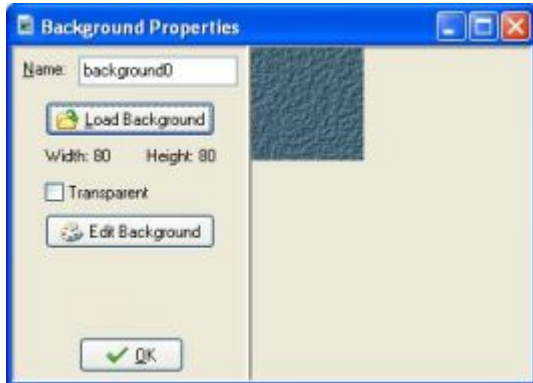 Background Properties
Name: background0
Load Background
Width: 80 Height: 80
Transparent
Edit Background
OK